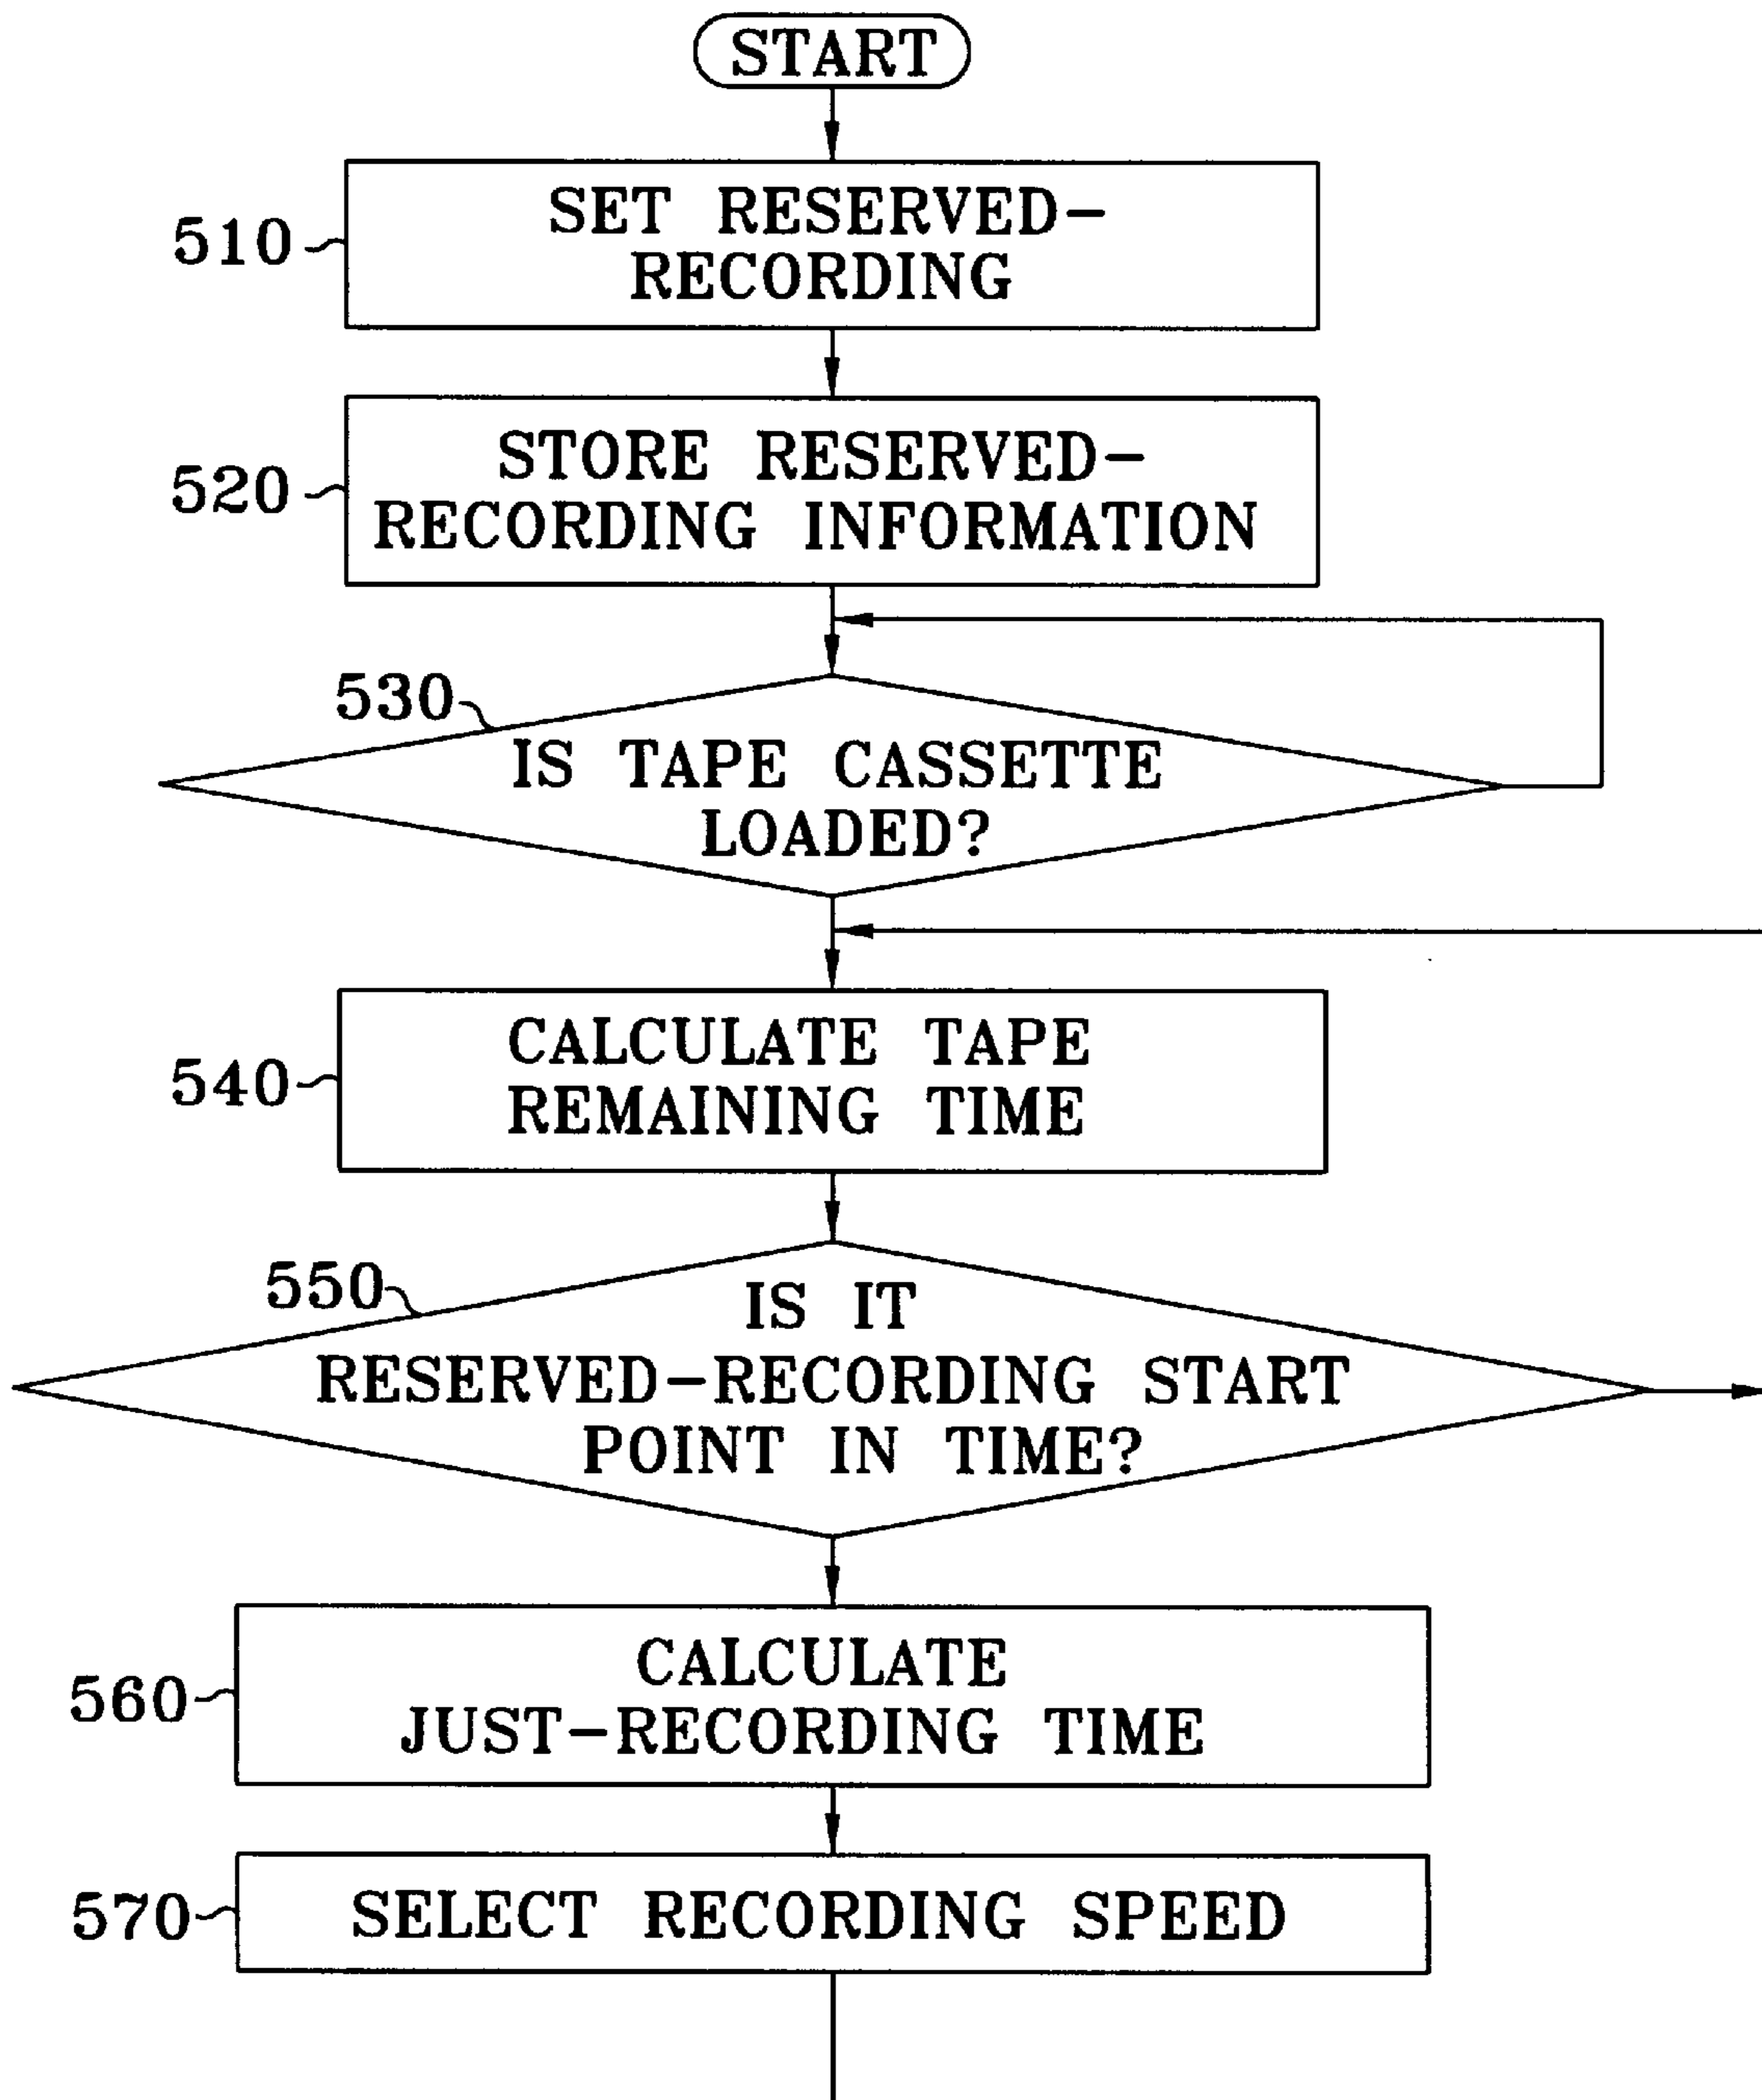 START
510
SET RESERVED-
RECORDING
520
STORE RESERVED-
RECORDING INFORMATION
530
IS TAPE CASSETTE
LOADED?
540
CALCULATE TAPE
REMAINING TIME
550
IS IT
RESERVED-RECORDING START
POINT IN TIME?
560
CALCULATE
JUST-RECORDING TIME
570
SELECT RECORDING SPEED